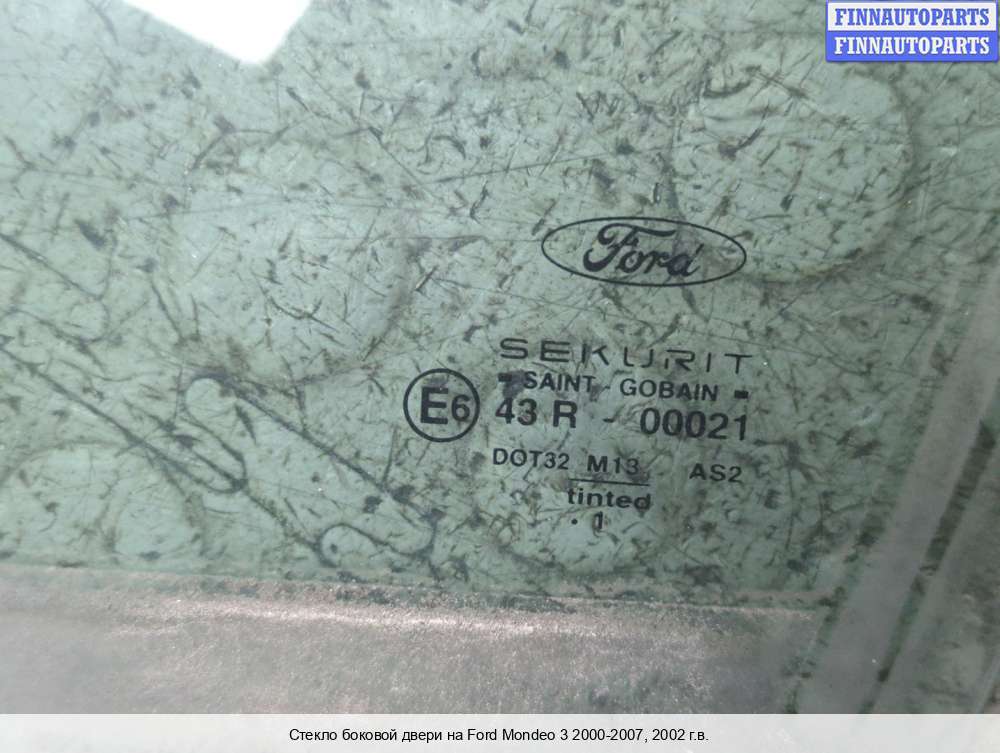 FINNAUTOPARTS
FINNAUTOPARTS
Ford
SEKURIT
- SAINT - GOBAIN -
E6 43 R - 00021
DOT32 M13 AS2
tinted
. 1
Стекло боковой двери на Ford Mondeo 3 2000-2007, 2002 г.в.